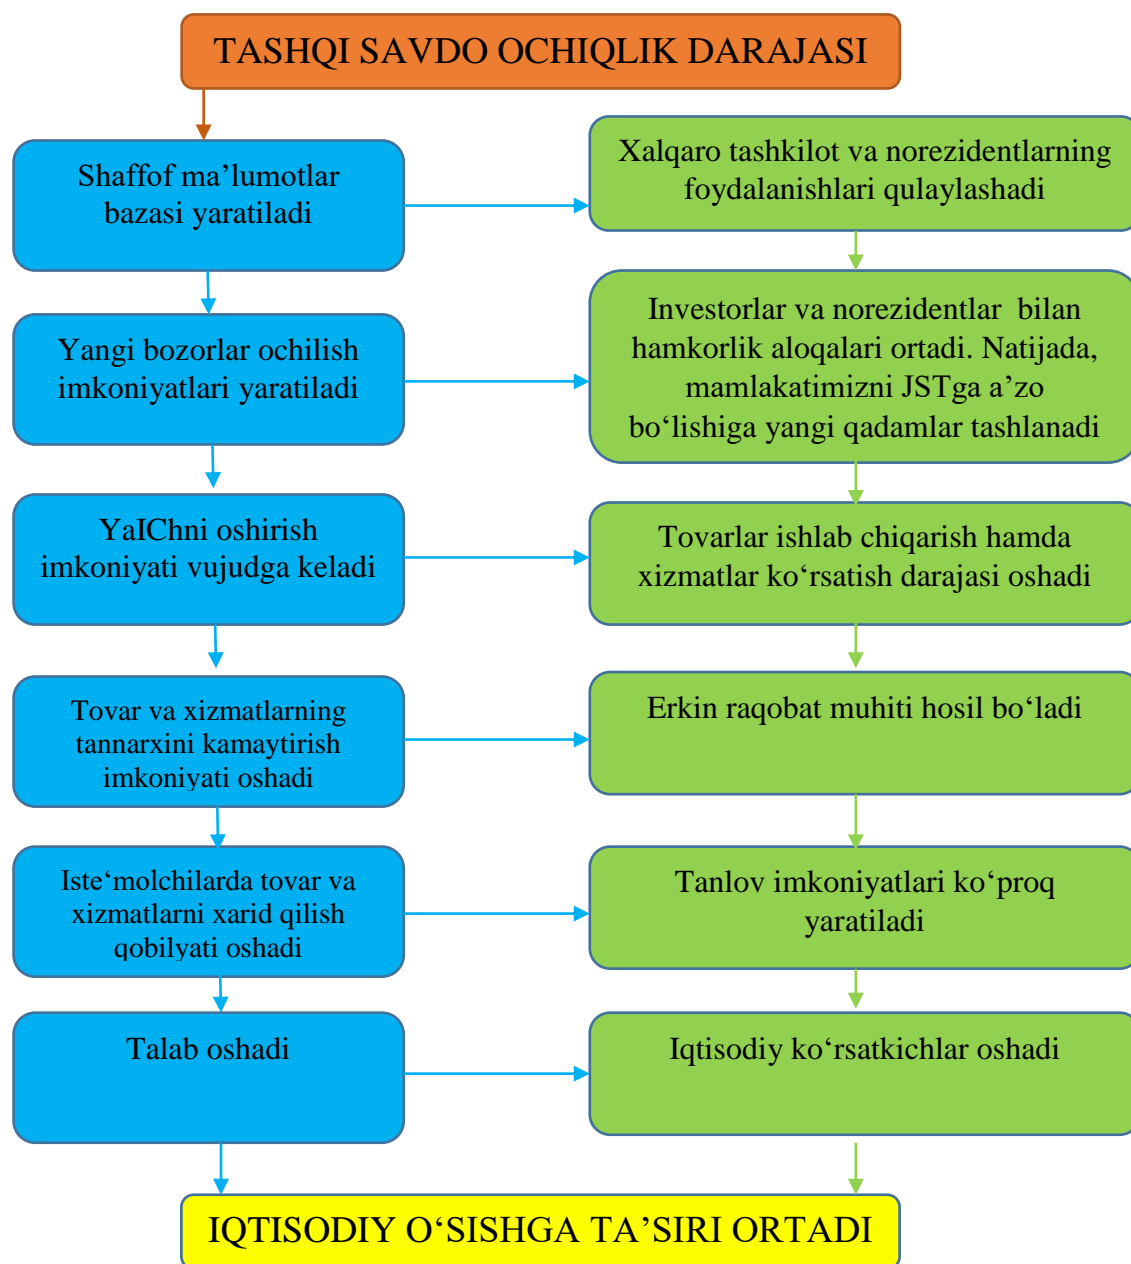 TASHQI SAVDO OCHIQLIK DARAJASI
Shaffof ma’lumotlar
bazasi yaratiladi
Xalqaro tashkilot va norezidentlarning
foydalanishlari qulaylashadi
Yangi bozorlar ochilish
imkoniyatlari yaratiladi
Investorlar va norezidentlar bilan
hamkorlik aloqalari ortadi. Natijada,
mamlakatimizni JSTga a’zo
bo‘lishiga yangi qadamlar tashlanadi
YaIChni oshirish
imkoniyati vujudga keladi
Tovarlar ishlab chiqarish hamda
xizmatlar ko‘rsatish darajasi oshadi
Tovar va xizmatlarning
tannarxini kamaytirish
imkoniyati oshadi
Erkin raqobat muhiti hosil bo‘ladi
Iste‘molchilarda tovar va
xizmatlarni xarid qilish
qobilyati oshadi
Tanlov imkoniyatlari ko‘proq
yaratiladi
Talab oshadi
Iqtisodiy ko‘rsatkichlar oshadi
IQTISODIY O‘SISHGA TA’SIRI ORTADI